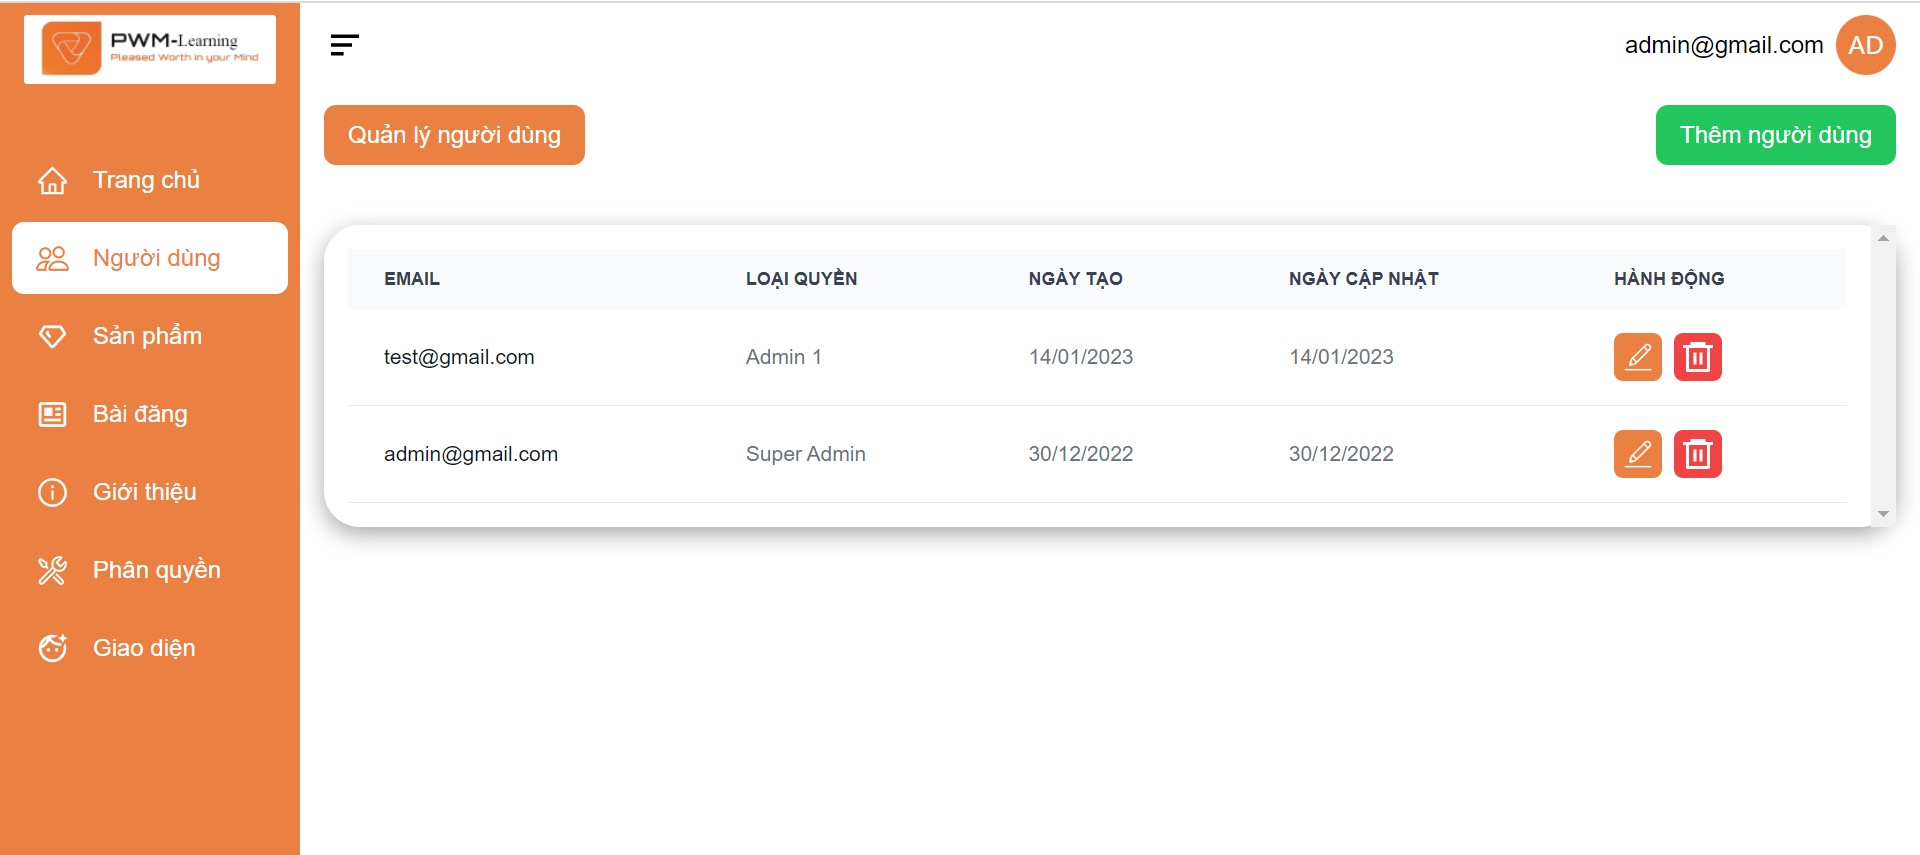 PWM-Learning
Pleased Worth in your Mind
admin@gmail.com AD
Quản lý người dùng
Thêm người dùng
Trang chủ
Người dùng
Sản phẩm
Bài đăng
Giới thiệu
Phân quyền
Giao diện
EMAIL LOẠI QUYỀN NGÀY TẠO NGÀY CẬP NHẬT HÀNH ĐỘNG
test@gmail.com Admin 1 14/01/2023 14/01/2023
admin@gmail.com Super Admin 30/12/2022 30/12/2022